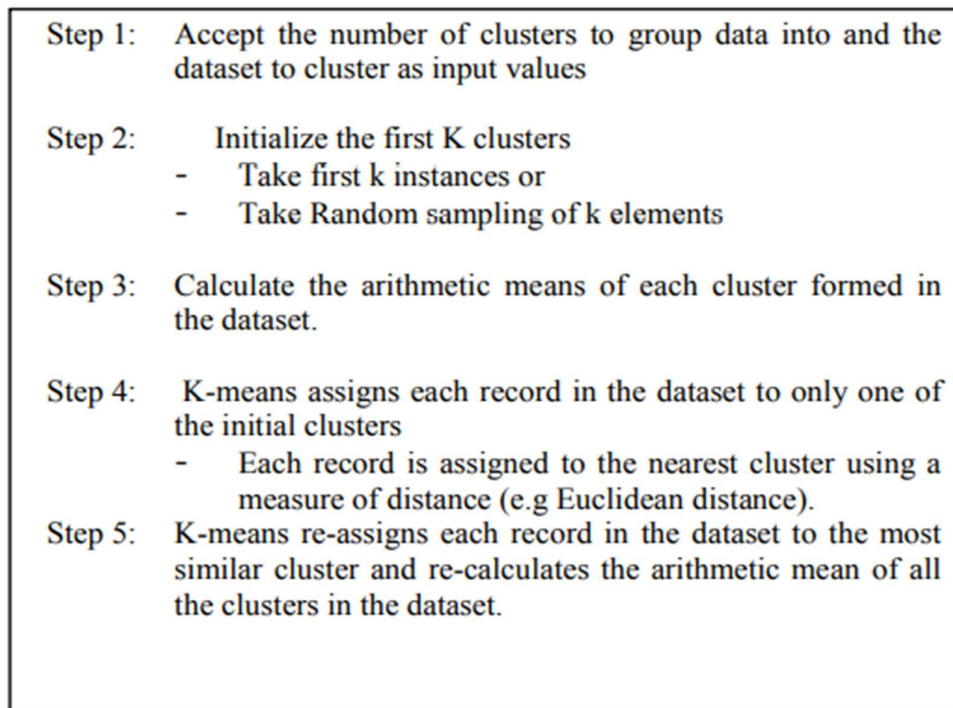 Step 1: Accept the number of clusters to group data into and the
dataset to cluster as input values
Step 2: Initialize the first K clusters
- Take first k instances or
- Take Random sampling of k elements
Step 3: Calculate the arithmetic means of each cluster formed in
the dataset.
Step 4: K-means assigns each record in the dataset to only one of
the initial clusters
- Each record is assigned to the nearest cluster using a
measure of distance (e.g Euclidean distance).
Step 5: K-means re-assigns each record in the dataset to the most
similar cluster and re-calculates the arithmetic mean of all
the clusters in the dataset.